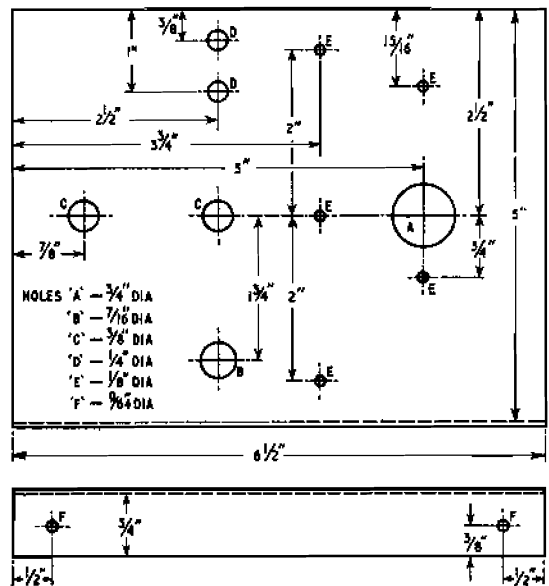 3/8" D E 15/16" E
1" D
2 1/2" 2" 2 1/2"
3 3/4"
5" 5"
C C E A
7/8" 3/4"
HOLES 'A' — 3/4" DIA 1 3/4" 2" E
'B' — 7/16" DIA
'C' — 3/8" DIA
'D' — 1/4" DIA B E
'E' — 1/8" DIA
'F' — 9/64" DIA
6 1/2"
F 3/4" F
3/8"
1/2" 1/2"